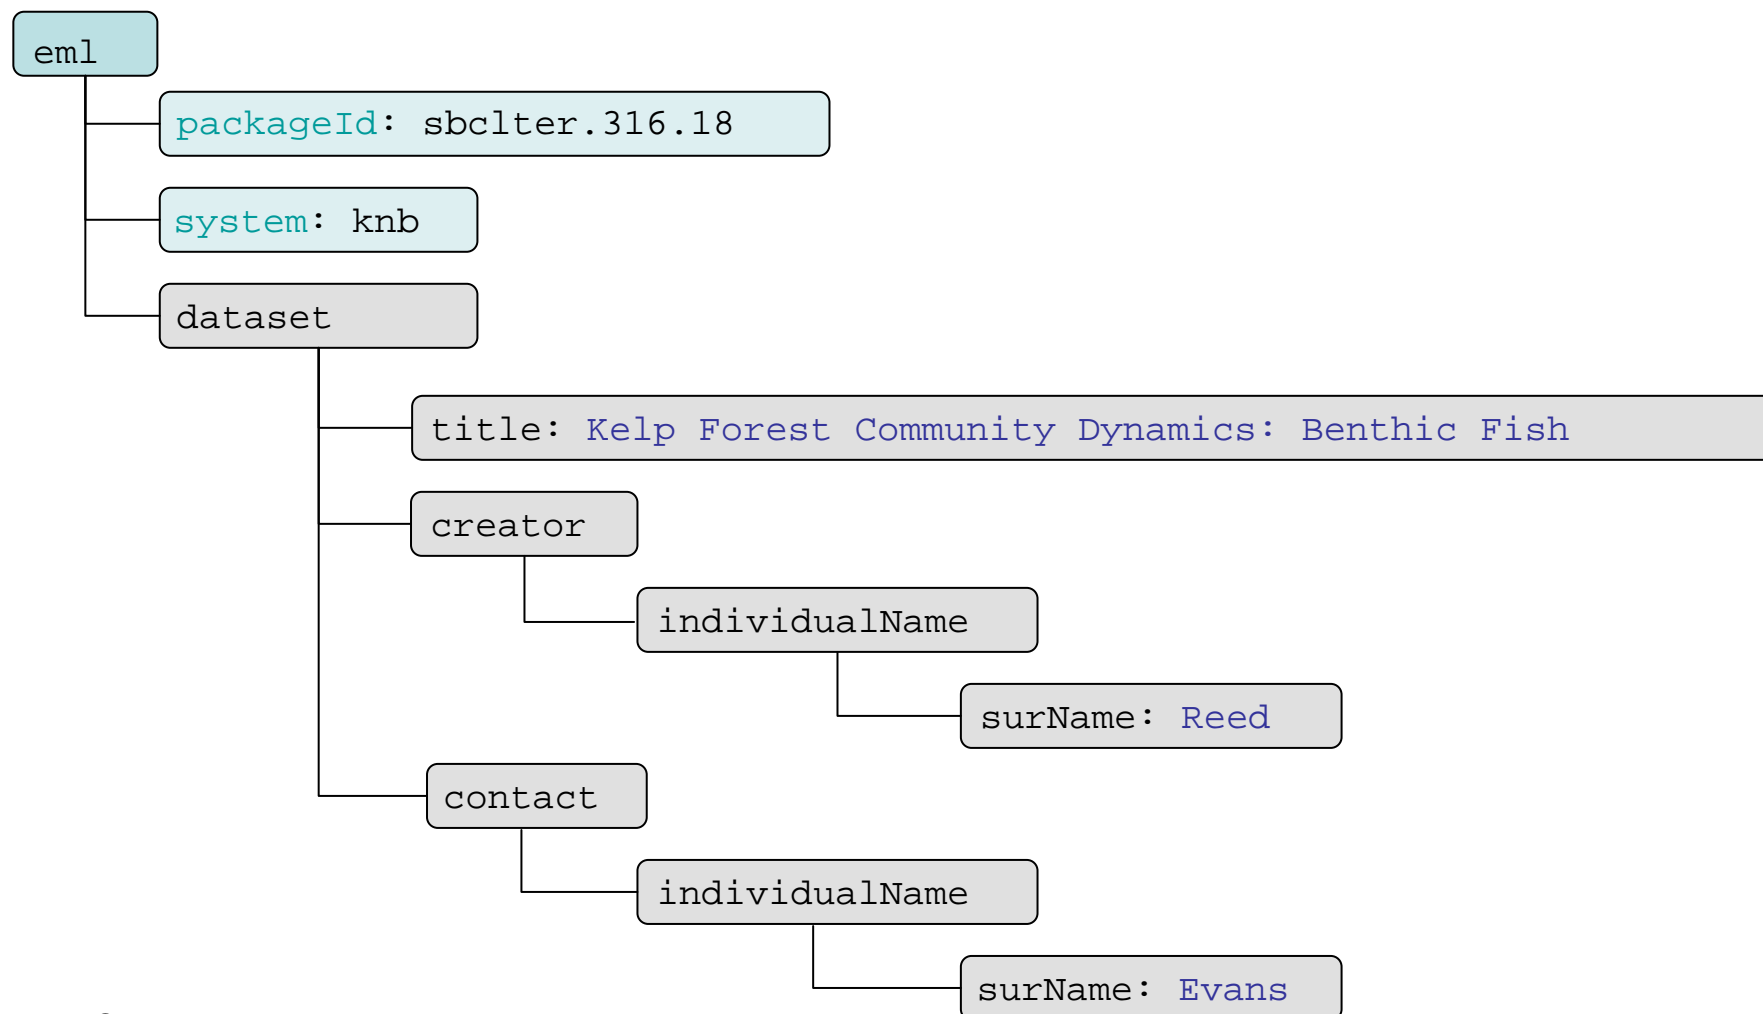 eml
packageId: sbclter.316.18
system: knb
dataset
title: Kelp Forest Community Dynamics: Benthic Fish
creator
individualName
surName: Reed
contact
individualName
surName: Evans